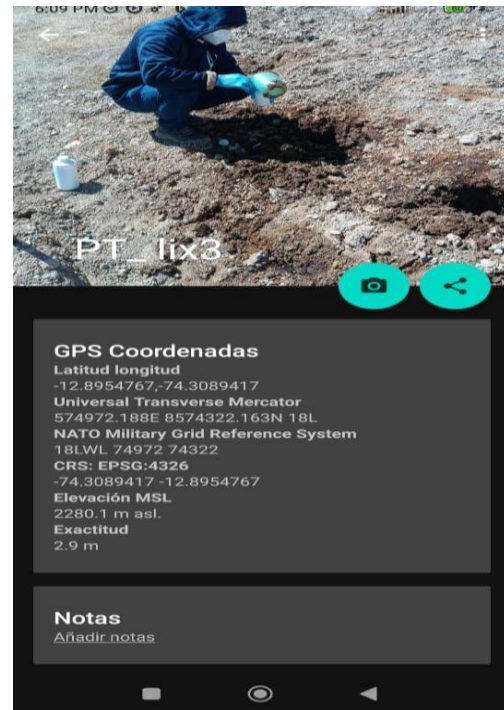 6:09 PM
PT_ lix3
GPS Coordenadas
Latitud longitud
-12.8954767,-74.3089417
Universal Transverse Mercator
574972.188E 8574322.163N 18L
NATO Military Grid Reference System
18LWL 74972 74322
CRS: EPSG:4326
-74.3089417 -12.8954767
Elevación MSL
2280.1 m asl.
Exactitud
2.9 m
Notas
Añadir notas